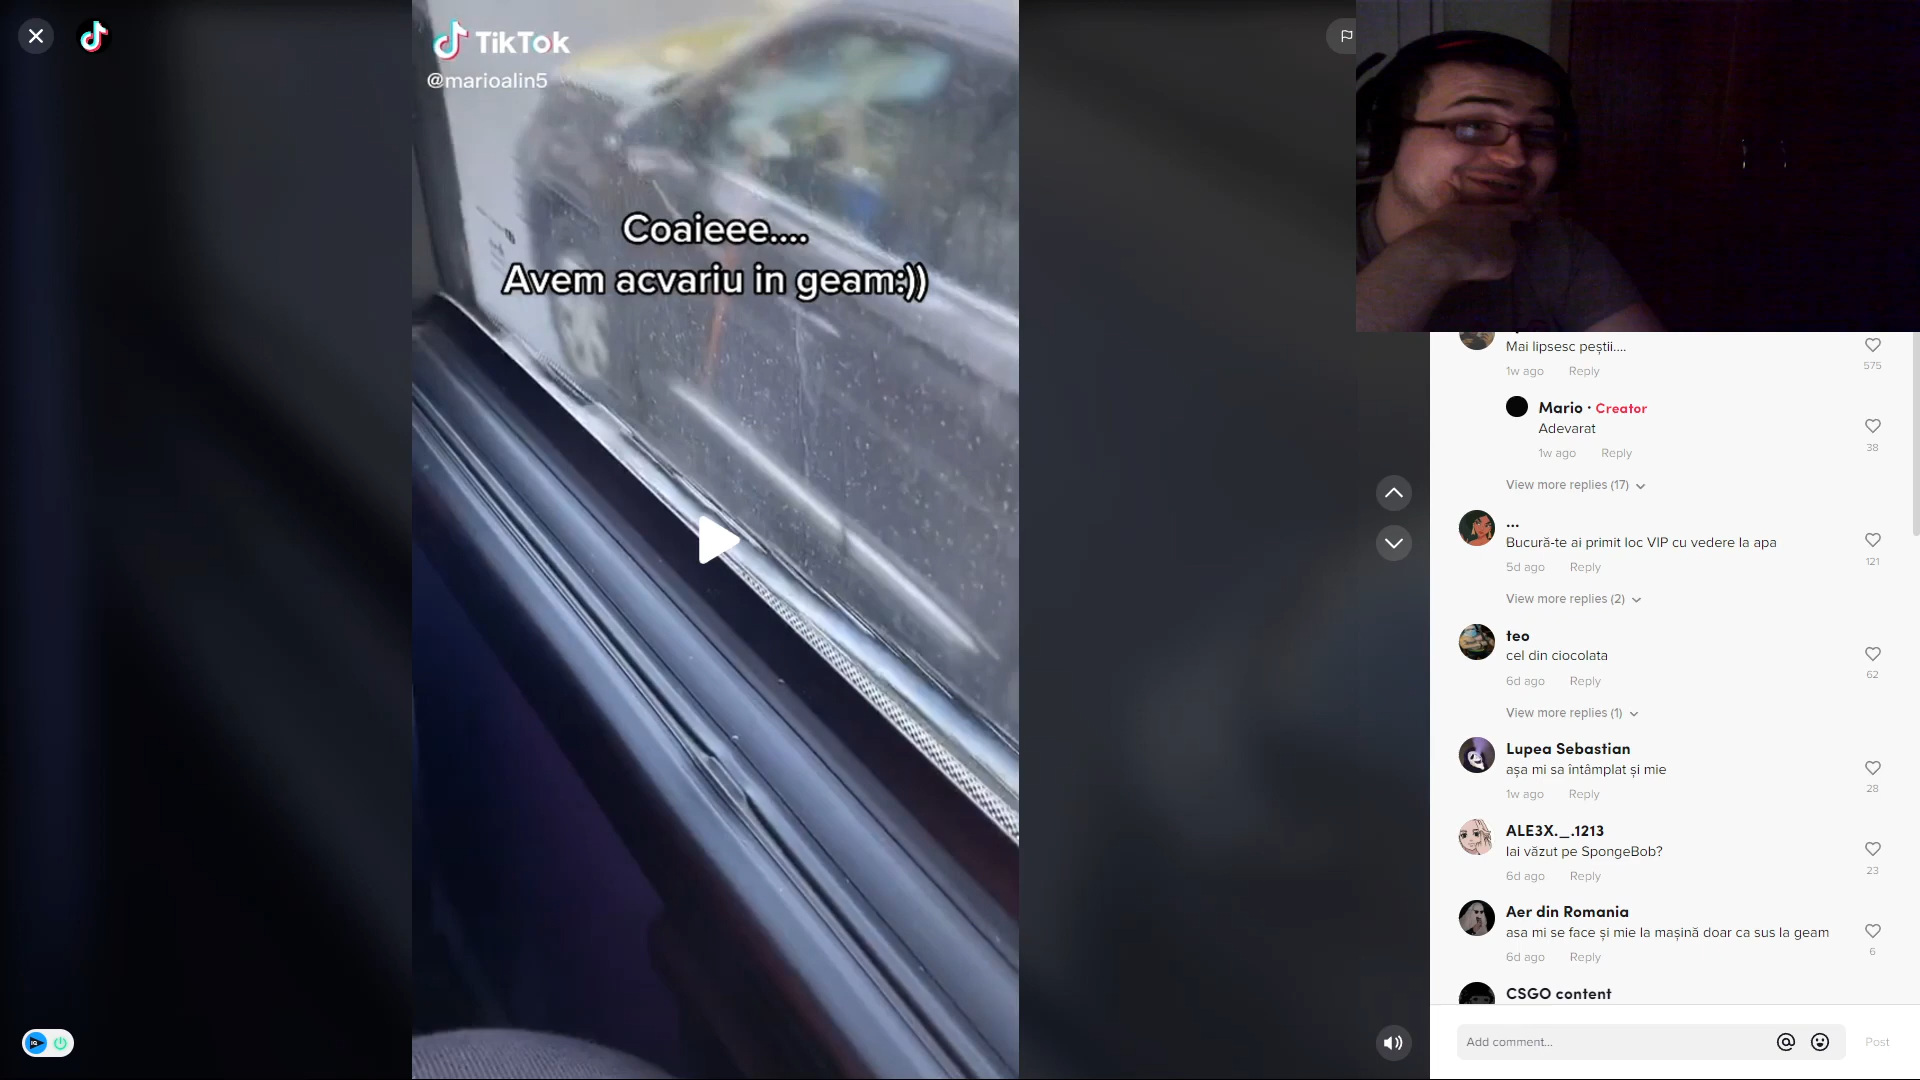 TikTok
@marioalin5
Coaieee....
Avem acvariu in geam:))
Mai lipsesc peștii....
1w ago Reply
575
Mario · Creator
Adevarat
1w ago Reply
38
View more replies (17)
...
Bucură-te ai primit loc VIP cu vedere la apa
5d ago Reply
121
View more replies (2)
teo
cel din ciocolata
6d ago Reply
62
View more replies (1)
Lupea Sebastian
așa mi sa întâmplat și mie
1w ago Reply
28
ALE3X._.1213
Iai văzut pe SpongeBob?
6d ago Reply
23
Aer din Romania
asa mi se face și mie la mașină doar ca sus la geam
6d ago Reply
6
CSGO content
Add comment...
Post